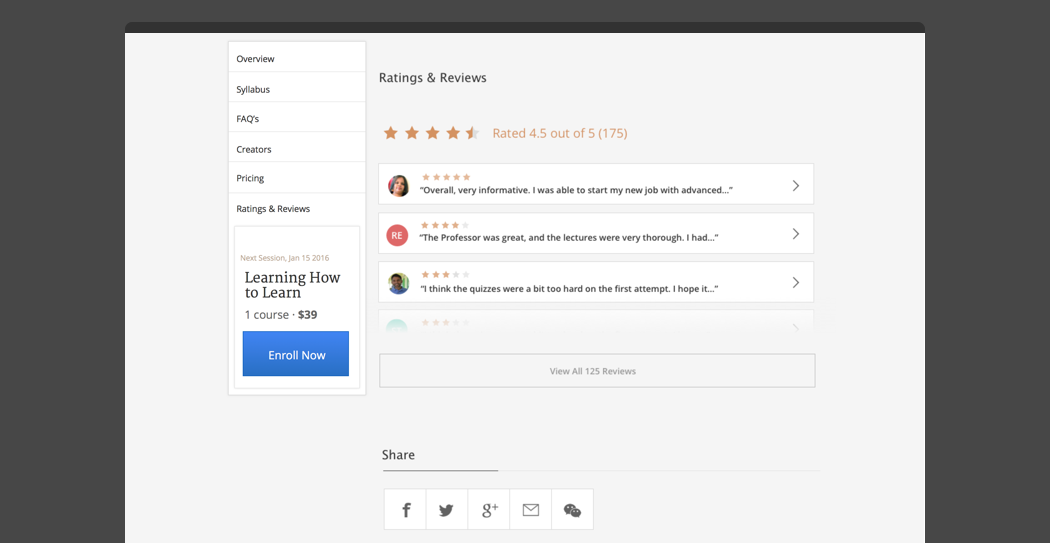 Overview
Syllabus
FAQ's
Creators
Pricing
Ratings & Reviews
Next Session, Jan 15 2016
Learning How
to Learn
1 course · $39
Enroll Now
Ratings & Reviews
Rated 4.5 out of 5 (175)
“Overall, very informative. I was able to start my new job with advanced...”
RE
“The Professor was great, and the lectures were very thorough. I had...”
“I think the quizzes were a bit too hard on the first attempt. I hope it...”
View All 125 Reviews
Share
f
g+